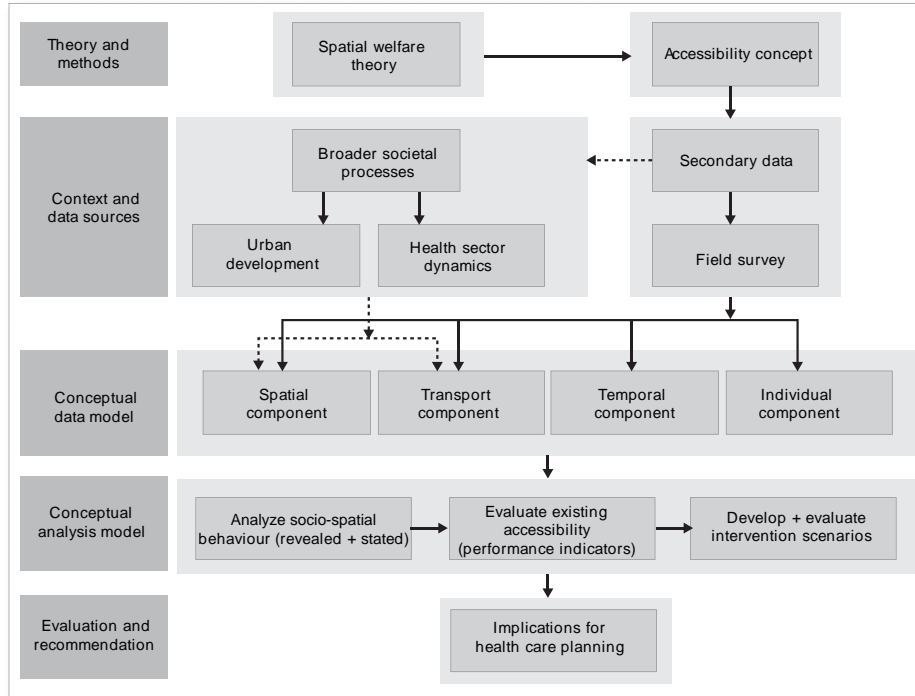 Theory and
methods
Spatial welfare
theory
Accessibility concept
Context and
data sources
Broader societal
processes
Urban
development
Health sector
dynamics
Secondary data
Field survey
Conceptual
data model
Spatial
component
Transport
component
Temporal
component
Individual
component
Conceptual
analysis model
Analyze socio-spatial
behaviour (revealed + stated)
Evaluate existing
accessibility
(performance indicators)
Develop + evaluate
intervention scenarios
Evaluation and
recommendation
Implications for
health care planning